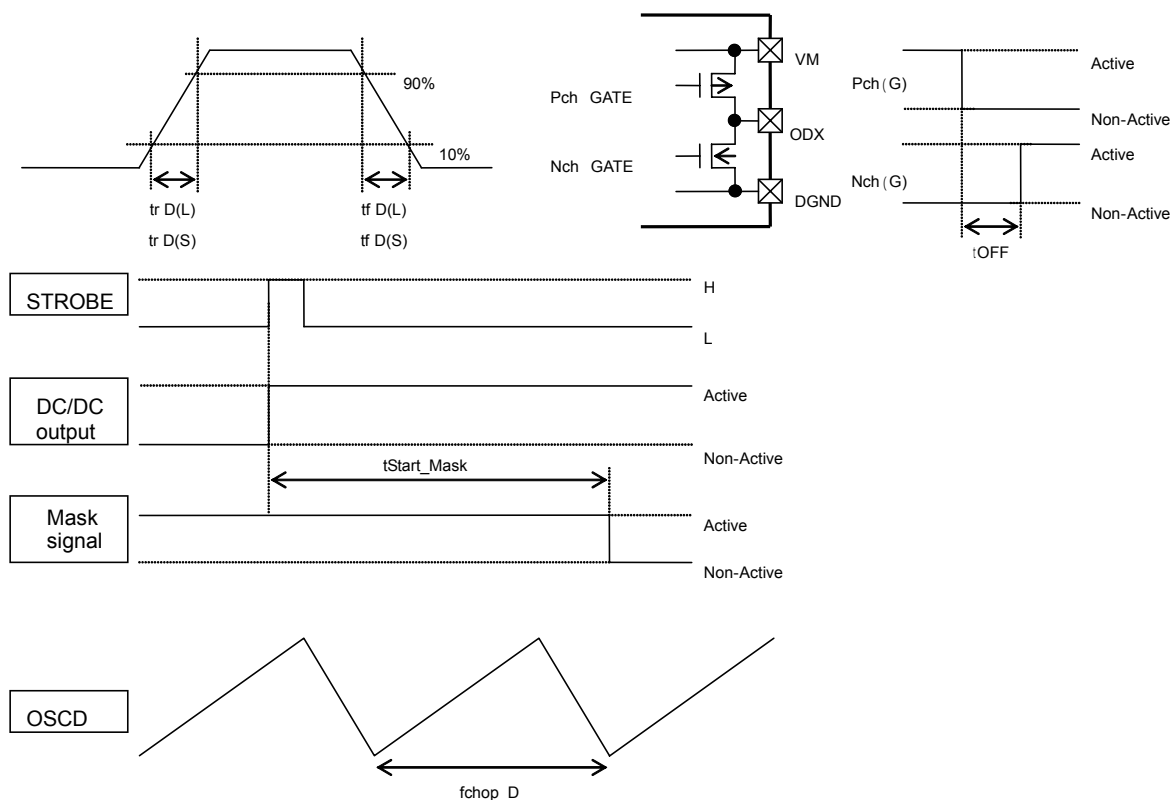 90%
10%
tr D(L)
tf D(L)
tr D(S)
tf D(S)
VM
Pch GATE
ODX
Nch GATE
DGND
Pch(G)
Active
Non-Active
Active
Nch(G)
Non-Active
tOFF
STROBE
H
L
DC/DC
output
Active
Non-Active
tStart_Mask
Mask
signal
Active
Non-Active
OSCD
fchop D